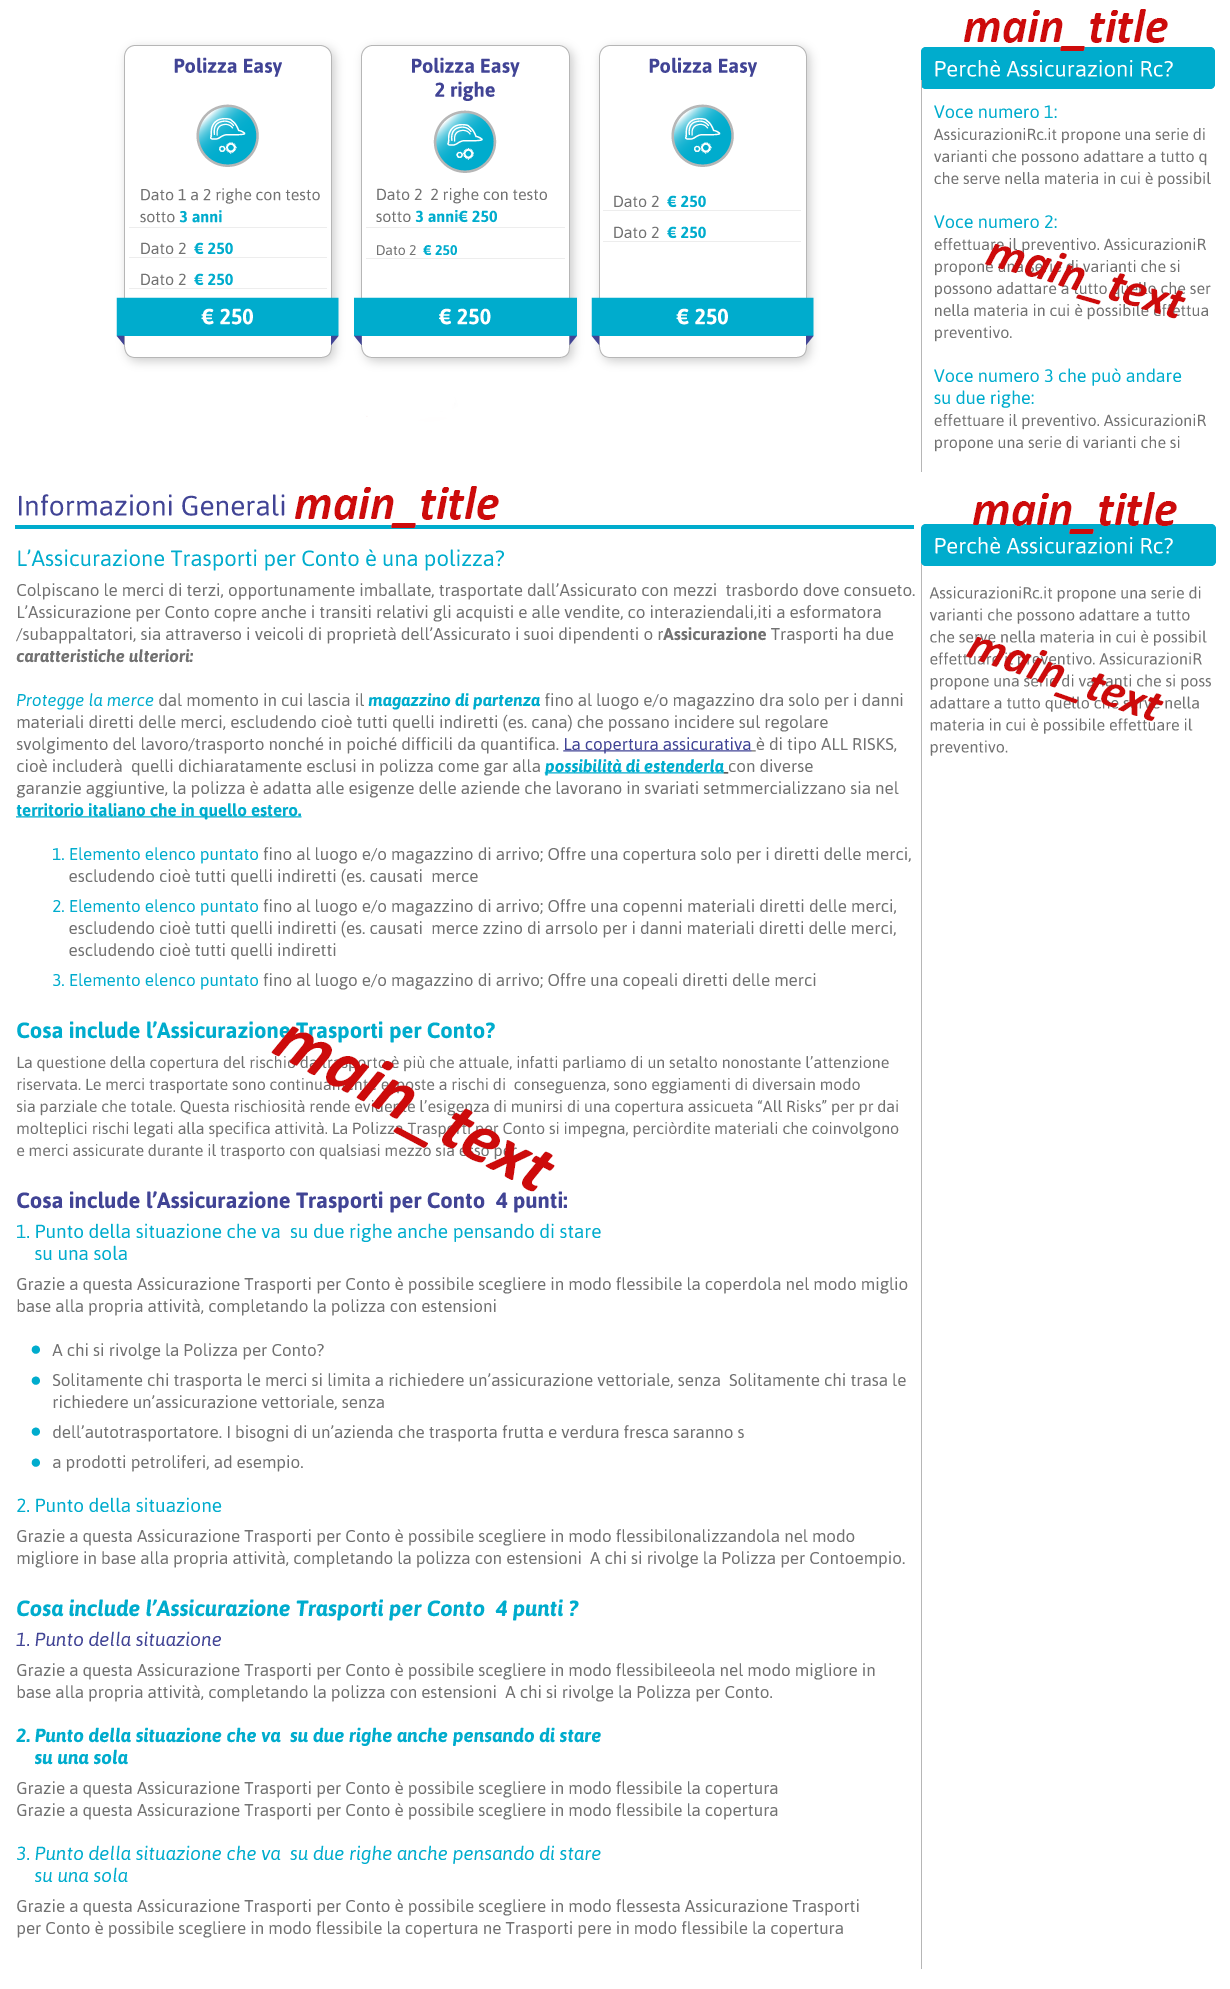 Polizza Easy
Dato 1 a 2 righe con testo
sotto 3 anni
Dato 2 € 250
Dato 2 € 250
€ 250
Polizza Easy
2 righe
Dato 2 2 righe con testo
sotto 3 anni€ 250
Dato 2 € 250
€ 250
Polizza Easy
Dato 2 € 250
Dato 2 € 250
€ 250
main_title
Perchè Assicurazioni Rc?
Voce numero 1:
AssicurazioniRc.it propone una serie di
varianti che possono adattare a tutto q
che serve nella materia in cui è possibil
Voce numero 2:
effettuare il preventivo. AssicurazioniR
propone una serie di varianti che si
possono adattare a tutto quello che ser
nella materia in cui è possibile effettua
preventivo.
main_text
Voce numero 3 che può andare
su due righe:
effettuare il preventivo. AssicurazioniR
propone una serie di varianti che si
Informazioni Generali main_title
L’Assicurazione Trasporti per Conto è una polizza?
Colpiscano le merci di terzi, opportunamente imballate, trasportate dall’Assicurato con mezzi trasbordo dove consueto.
L’Assicurazione per Conto copre anche i transiti relativi gli acquisti e alle vendite, co interaziendali,iti a esformatora
/subappaltatori, sia attraverso i veicoli di proprietà dell’Assicurato i suoi dipendenti o rAssicurazione Trasporti ha due
caratteristiche ulteriori:
Protegge la merce dal momento in cui lascia il magazzino di partenza fino al luogo e/o magazzino dra solo per i danni
materiali diretti delle merci, escludendo cioè tutti quelli indiretti (es. cana) che possano incidere sul regolare
svolgimento del lavoro/trasporto nonché in poiché difficili da quantifica. La copertura assicurativa è di tipo ALL RISKS,
cioè includerà quelli dichiaratamente esclusi in polizza come gar alla possibilità di estenderla con diverse
garanzie aggiuntive, la polizza è adatta alle esigenze delle aziende che lavorano in svariati setmmercializzano sia nel
territorio italiano che in quello estero.
1. Elemento elenco puntato fino al luogo e/o magazzino di arrivo; Offre una copertura solo per i diretti delle merci,
escludendo cioè tutti quelli indiretti (es. causati merce
2. Elemento elenco puntato fino al luogo e/o magazzino di arrivo; Offre una copenni materiali diretti delle merci,
escludendo cioè tutti quelli indiretti (es. causati merce zzino di arrsolo per i danni materiali diretti delle merci,
escludendo cioè tutti quelli indiretti
3. Elemento elenco puntato fino al luogo e/o magazzino di arrivo; Offre una copeali diretti delle merci
Cosa include l’Assicurazione Trasporti per Conto?
La questione della copertura del rischio da trasporto è più che attuale, infatti parliamo di un setalto nonostante l’attenzione
riservata. Le merci trasportate sono continuamente esposte a rischi di conseguenza, sono eggiamenti di diversain modo
sia parziale che totale. Questa rischiosità rende evidente l’esigenza di munirsi di una copertura assicueta “All Risks” per pr dai
molteplici rischi legati alla specifica attività. La Polizza Trasporti per Conto si impegna, perciòrdite materiali che coinvolgono
e merci assicurate durante il trasporto con qualsiasi mezzo sia esso per
main_text
Cosa include l’Assicurazione Trasporti per Conto 4 punti:
1. Punto della situazione che va su due righe anche pensando di stare
su una sola
Grazie a questa Assicurazione Trasporti per Conto è possibile scegliere in modo flessibile la coperdola nel modo miglio
base alla propria attività, completando la polizza con estensioni
A chi si rivolge la Polizza per Conto?
Solitamente chi trasporta le merci si limita a richiedere un’assicurazione vettoriale, senza Solitamente chi trasa le
richiedere un’assicurazione vettoriale, senza
dell’autotrasportatore. I bisogni di un’azienda che trasporta frutta e verdura fresca saranno s
a prodotti petroliferi, ad esempio.
2. Punto della situazione
Grazie a questa Assicurazione Trasporti per Conto è possibile scegliere in modo flessibilonalizzandola nel modo
migliore in base alla propria attività, completando la polizza con estensioni A chi si rivolge la Polizza per Contoempio.
Cosa include l’Assicurazione Trasporti per Conto 4 punti ?
1. Punto della situazione
Grazie a questa Assicurazione Trasporti per Conto è possibile scegliere in modo flessibileeola nel modo migliore in
base alla propria attività, completando la polizza con estensioni A chi si rivolge la Polizza per Conto.
2. Punto della situazione che va su due righe anche pensando di stare
su una sola
Grazie a questa Assicurazione Trasporti per Conto è possibile scegliere in modo flessibile la copertura
Grazie a questa Assicurazione Trasporti per Conto è possibile scegliere in modo flessibile la copertura
3. Punto della situazione che va su due righe anche pensando di stare
su una sola
Grazie a questa Assicurazione Trasporti per Conto è possibile scegliere in modo flessesta Assicurazione Trasporti
per Conto è possibile scegliere in modo flessibile la copertura ne Trasporti pere in modo flessibile la copertura
main_title
Perchè Assicurazioni Rc?
AssicurazioniRc.it propone una serie di
varianti che possono adattare a tutto
che serve nella materia in cui è possibil
effettuare il preventivo. AssicurazioniR
propone una serie di varianti che si poss
adattare a tutto quello che serve nella
materia in cui è possibile effettuare il
preventivo.
main_text